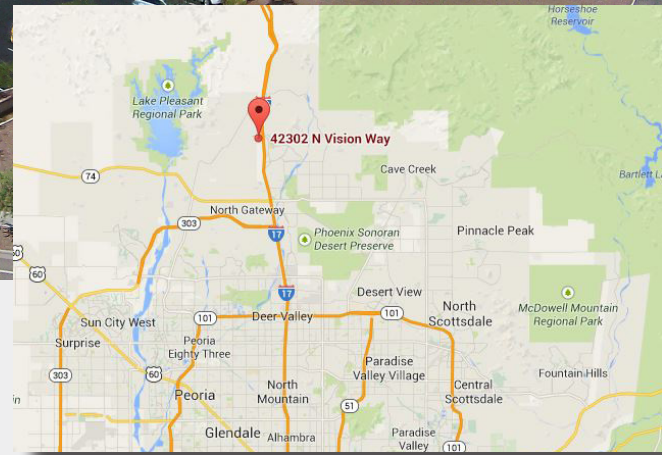 Horseshoe
Reservoir
Lake Pleasant
Regional Park
42302 N Vision Way
Cave Creek
Bartlett La
74
North Gateway
303
17
Phoenix Sonoran
Desert Preserve
Pinnacle Peak
60
60
17
Desert View
McDowell Mountain
Regional Park
North
Scottsdale
Sun City West
101
Deer Valley
101
Surprise
Peoria
Eighty Three
303
60
Paradise
Valley Village
Fountain Hills
Central
Scottsdale
Peoria
North
Mountain
51
Glendale
Alhambra
Paradise
Valley
101